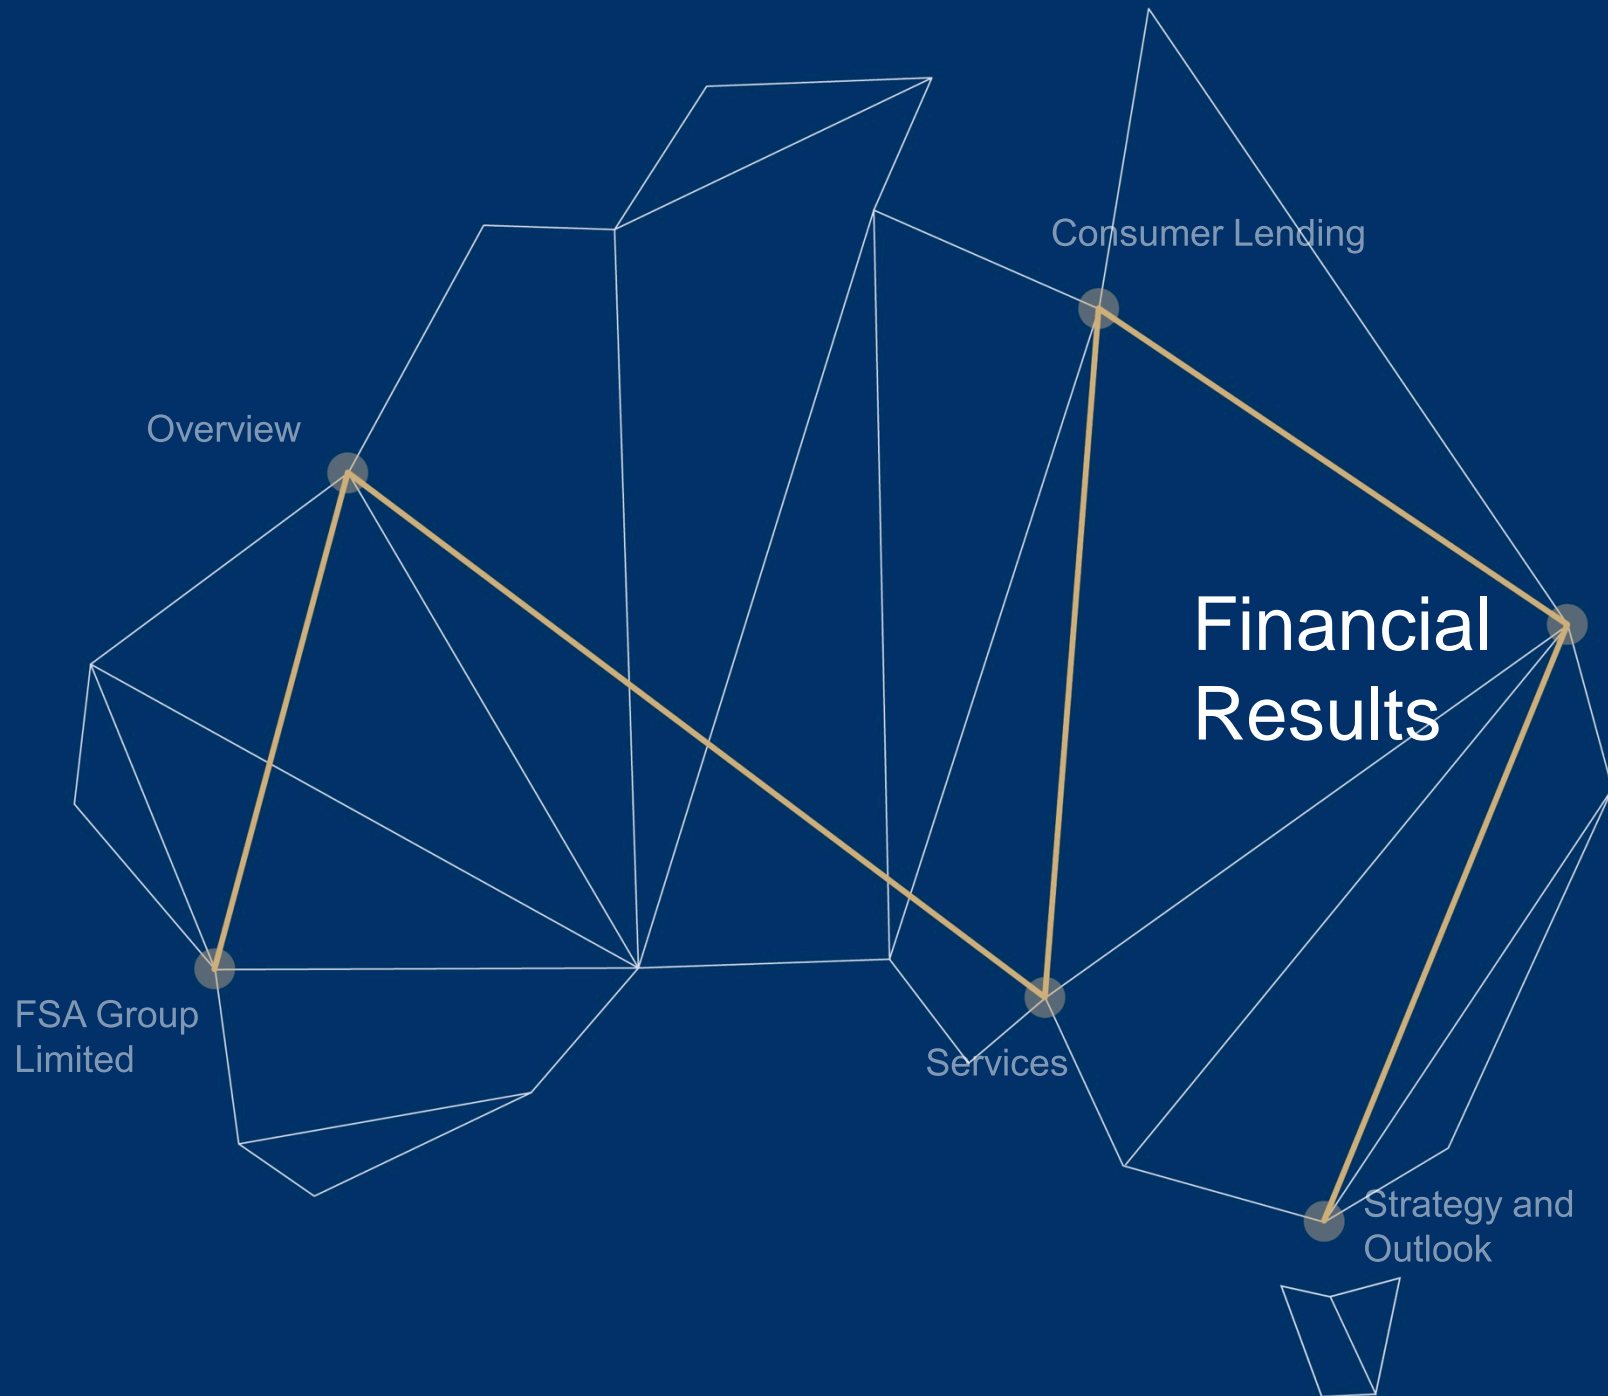 Consumer Lending
Overview
Financial
Results
FSA Group
Limited
Services
Strategy and
Outlook